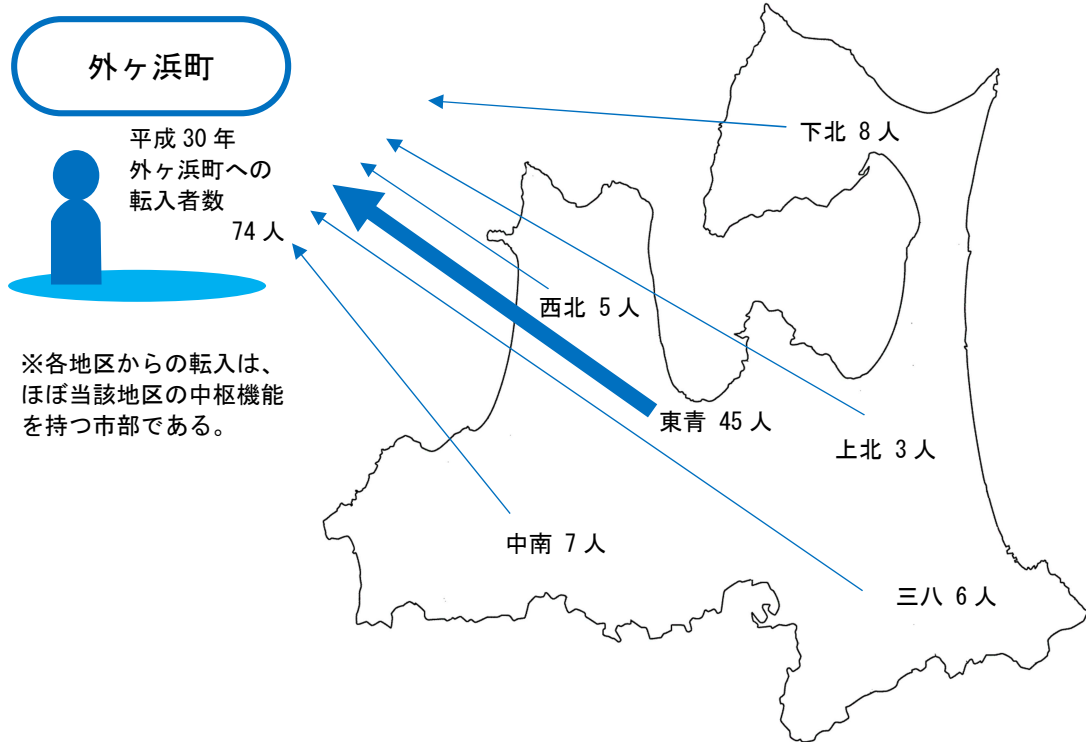 外ヶ浜町
平成 30 年
外ヶ浜町への
転入者数
74 人
※各地区からの転入は、
ほぼ当該地区の中枢機能
を持つ市部である。
下北 8 人
西北 5 人
東青 45 人
上北 3 人
中南 7 人
三八 6 人